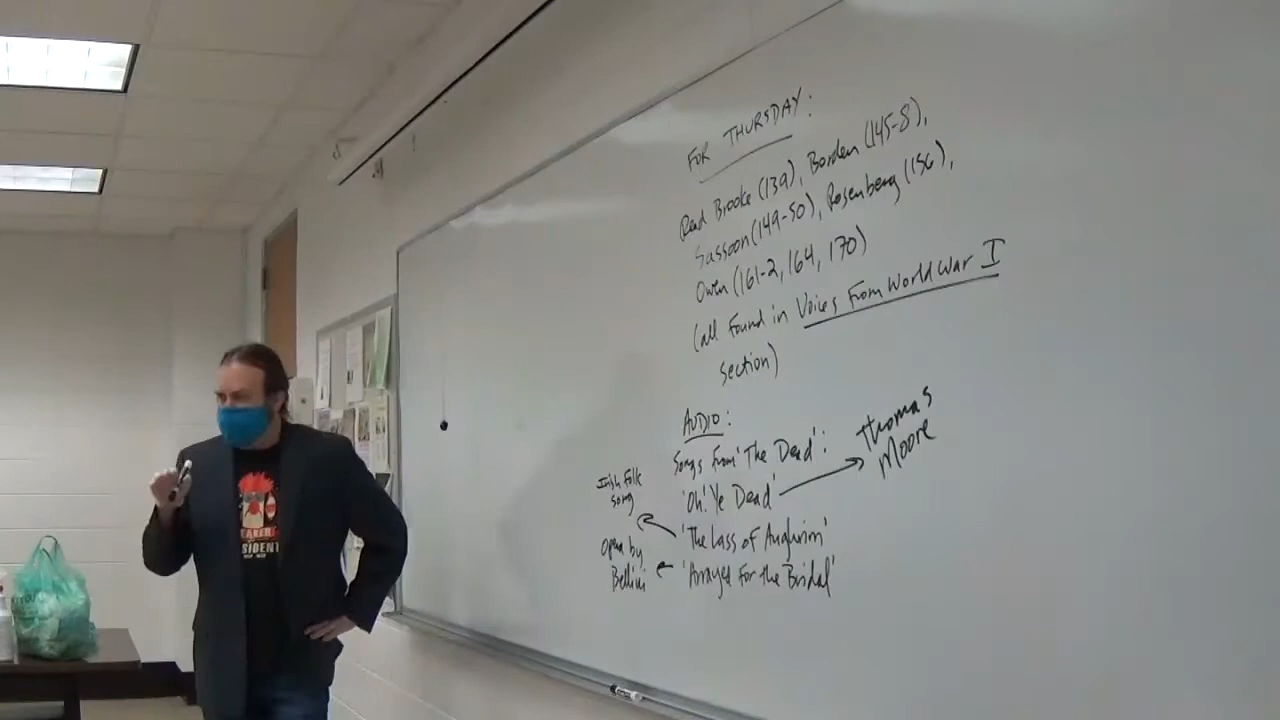 FOR THURSDAY:
Read Brooke (139), Borden (145-8),
Sassoon (149-50), Rosenberg (156),
Owen (161-2, 164, 170)
(all found in Voices From World War I
section)
AUDIO:
Songs From 'The Dead':
'Oh! Ye Dead'
Thomas
Moore
'The Lass of Aughrim'
Irish Folk
song
'Arrayed For the Bridal'
Opera by
Bellini
BEAKER